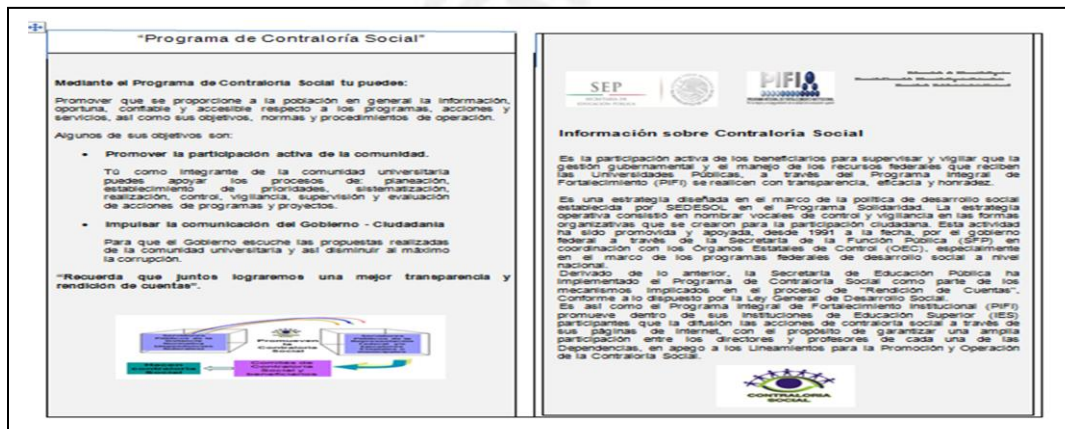 “Programa de Contraloría Social”
Mediante el Programa de Contraloría Social tu puedes:
Promover que se proporcione a la población en general la información,
oportuna, confiable y accesible respecto a los programas, acciones y
servicios, así como sus objetivos, normas y procedimientos de operación.
Algunos de sus objetivos son:
• Promover la participación activa de la comunidad.
Tú como integrante de la comunidad universitaria
puedes apoyar los procesos de: planeación,
establecimiento de prioridades, sistematización,
realización, control, vigilancia, supervisión y evaluación
de acciones de programas y proyectos.
• Impulsar la comunicación del Gobierno - Ciudadanía
Para que el Gobierno escuche las propuestas realizadas
de la comunidad universitaria y así disminuir al máximo
la corrupción.
“Recuerda que juntos lograremos una mejor transparencia y
rendición de cuentas”.
Promueven
la Contraloría
Social
Hacen
contraloría
Social
Comités de
Contraloría
Social y
beneficiarios
SEP
SECRETARÍA DE
EDUCACIÓN PÚBLICA
PIFI
Información sobre Contraloría Social
Es la participación activa de los beneficiarios para supervisar y vigilar que la
gestión gubernamental y el manejo de los recursos federales que reciben
las Universidades Públicas, a través del Programa Integral de
Fortalecimiento (PIFI) se realicen con transparencia, eficacia y honradez.
Es una estrategia diseñada en el marco de la política de desarrollo social
establecida por SEDESOL en el Programa Solidaridad. La estrategia
operativa consistió en nombrar vocales de control y vigilancia en las formas
organizativas que se crearon para la participación ciudadana. Esta actividad
ha sido promovida y apoyada, desde 1991 a la fecha, por el gobierno
federal a través de la Secretaría de la Función Pública (SFP) en
coordinación con los Órganos Estatales de Control (OEC), especialmente
en el marco de los programas federales de desarrollo social a nivel
nacional.
Derivado de lo anterior, la Secretaría de Educación Pública ha
implementado el Programa de Contraloría Social como parte de los
mecanismos implicados en el proceso de “Rendición de Cuentas”.
Conforme a lo dispuesto por la Ley General de Desarrollo Social.
Es así como el Programa Integral de Fortalecimiento Institucional (PIFI)
promueve dentro de sus Instituciones de Educación Superior (IES)
participantes que la difusión las acciones de contraloría social a través de
sus páginas de Internet, con el propósito de garantizar una amplia
participación entre los directores y profesores de cada una de las
Dependencias, en apego a los Lineamientos para la Promoción y Operación
de la Contraloría Social.
CONTRALORIA
SOCIAL